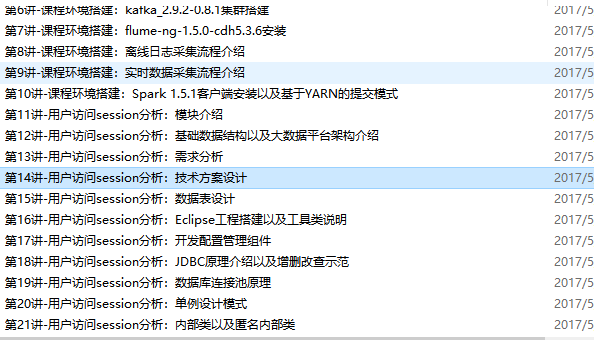 第6讲-课程环境搭建：kafka_2.9.2-0.8.1集群搭建 2017/5
第7讲-课程环境搭建：flume-ng-1.5.0-cdh5.3.6安装 2017/5
第8讲-课程环境搭建：离线日志采集流程介绍 2017/5
第9讲-课程环境搭建：实时数据采集流程介绍 2017/5
第10讲-课程环境搭建：Spark 1.5.1客户端安装以及基于YARN的提交模式 2017/5
第11讲-用户访问session分析：模块介绍 2017/5
第12讲-用户访问session分析：基础数据结构以及大数据平台架构介绍 2017/5
第13讲-用户访问session分析：需求分析 2017/5
第14讲-用户访问session分析：技术方案设计 2017/5
第15讲-用户访问session分析：数据表设计 2017/5
第16讲-用户访问session分析：Eclipse工程搭建以及工具类说明 2017/5
第17讲-用户访问session分析：开发配置管理组件 2017/5
第18讲-用户访问session分析：JDBC原理介绍以及增删改查示范 2017/5
第19讲-用户访问session分析：数据库连接池原理 2017/5
第20讲-用户访问session分析：单例设计模式 2017/5
第21讲-用户访问session分析：内部类以及匿名内部类 2017/5